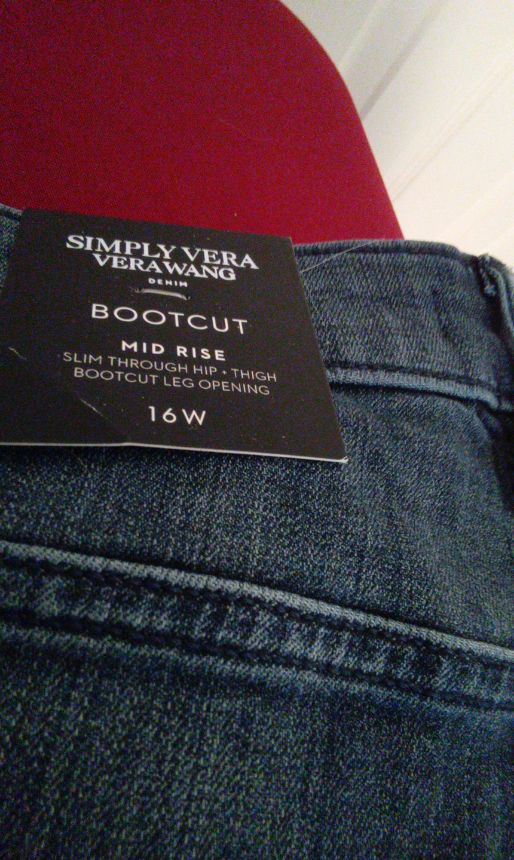 SIMPLY VERA
VERA WANG
DENIM
BOOTCUT
MID RISE
SLIM THROUGH HIP • THIGH
BOOTCUT LEG OPENING
16W